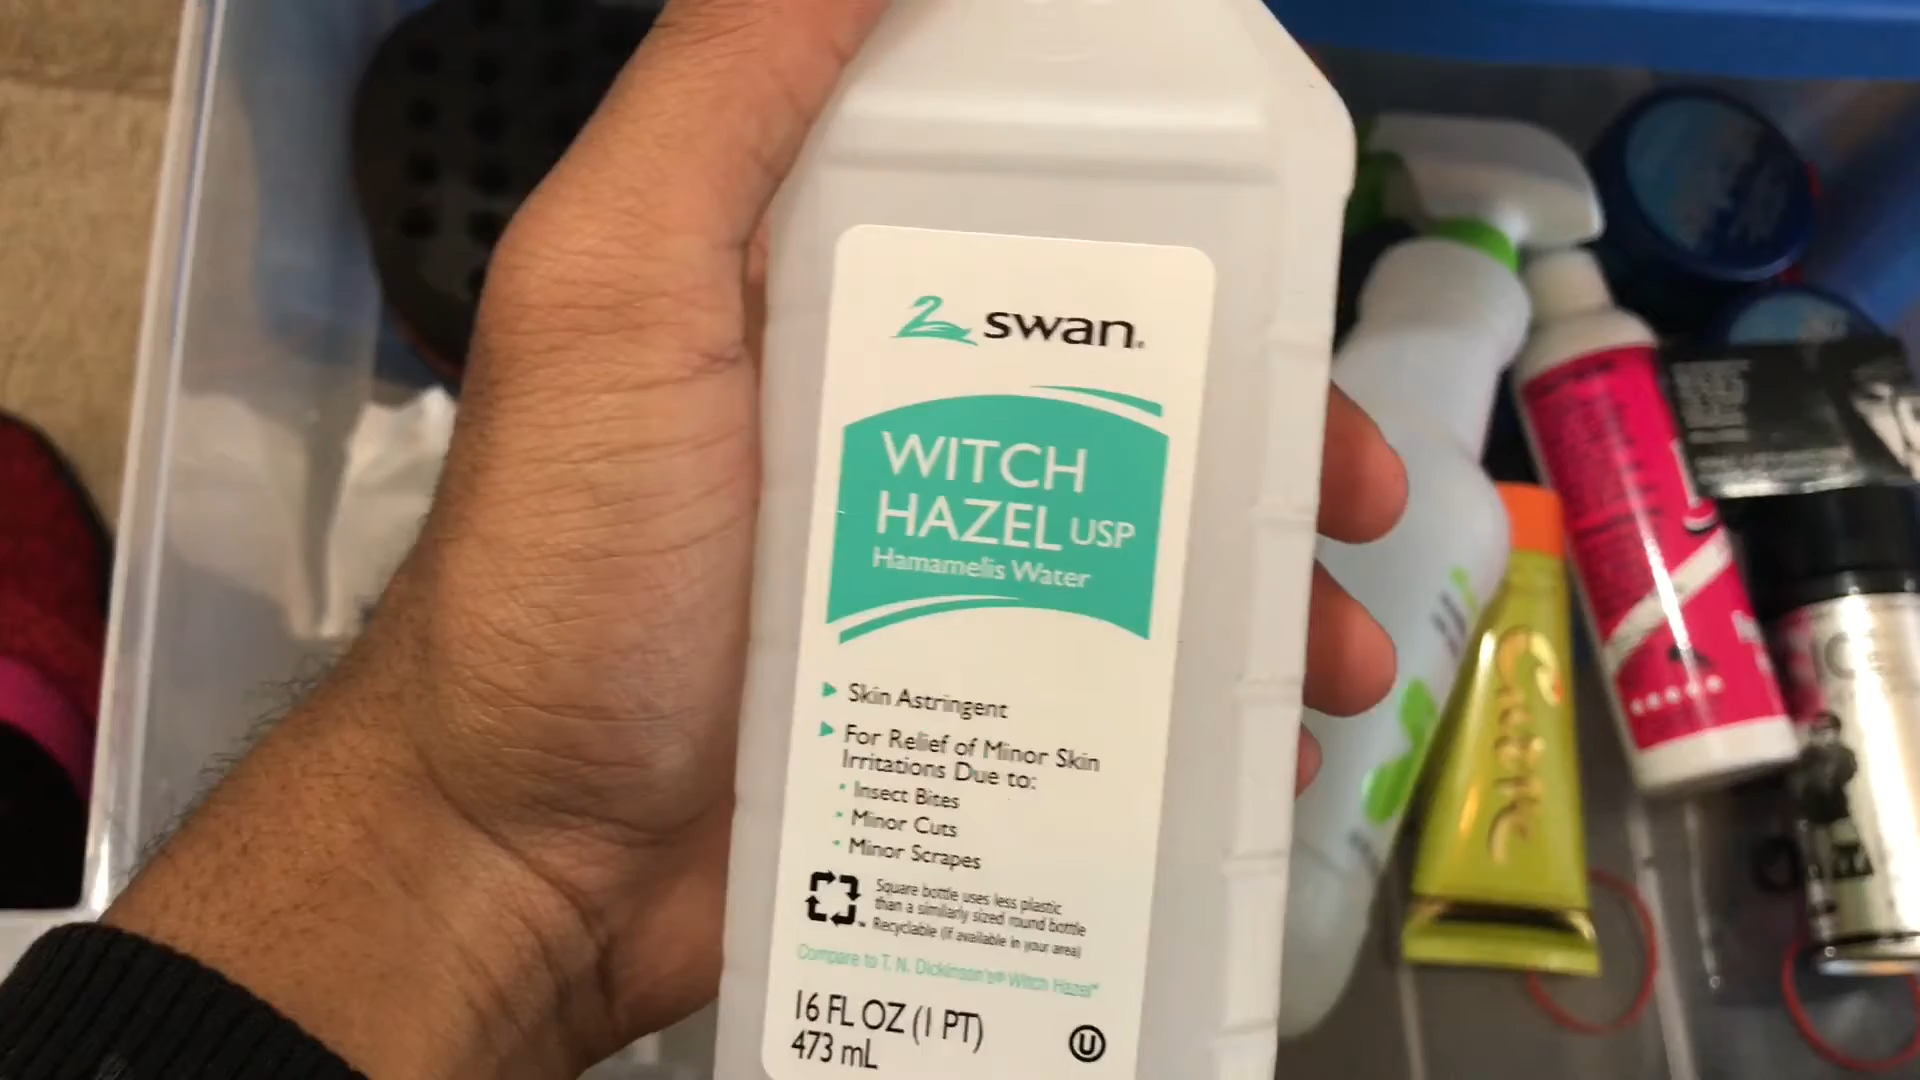 swan
WITCH
HAZEL USP
Hamamelis Water
Skin Astringent
For Relief of Minor Skin
Irritations Due to:
• Insect Bites
• Minor Cuts
• Minor Scrapes
Square bottle uses less plastic
than a similarly sized round bottle
Recyclable (if available in your area)
Compare to T. N. Dickinson's® Witch Hazel*
16 FL OZ (1 PT)
473 mL
U